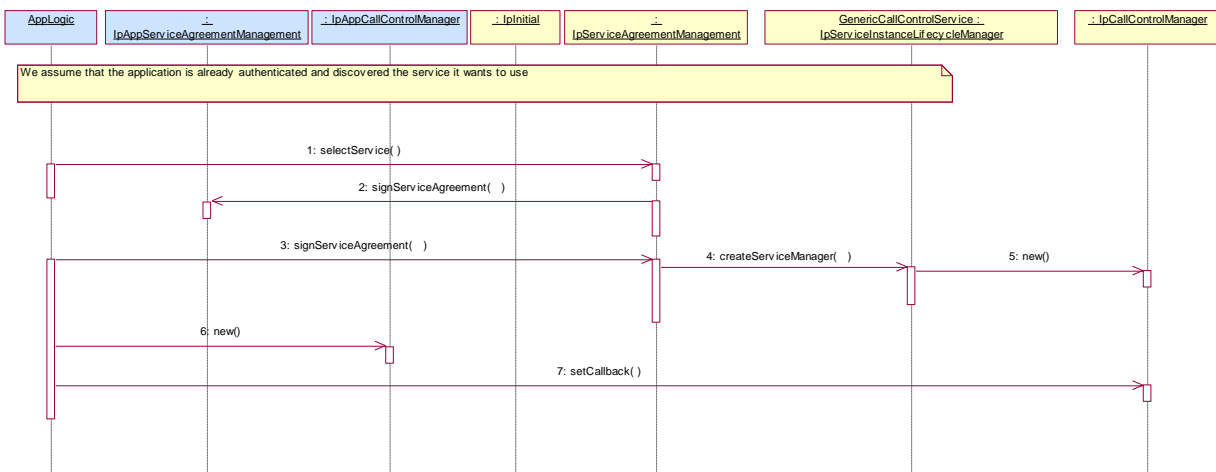 AppLogic
:
IpAppServiceAgreementManagement
: IpAppCallControlManager
: IpInitial
:
IpServiceAgreementManagement
GenericCallControlService :
IpServiceInstanceLifecycleManager
: IpCallControlManager
We assume that the application is already authenticated and discovered the service it wants to use
1: selectService( )
2: signServiceAgreement( )
3: signServiceAgreement( )
4: createServiceManager( )
5: new()
6: new()
7: setCallback( )